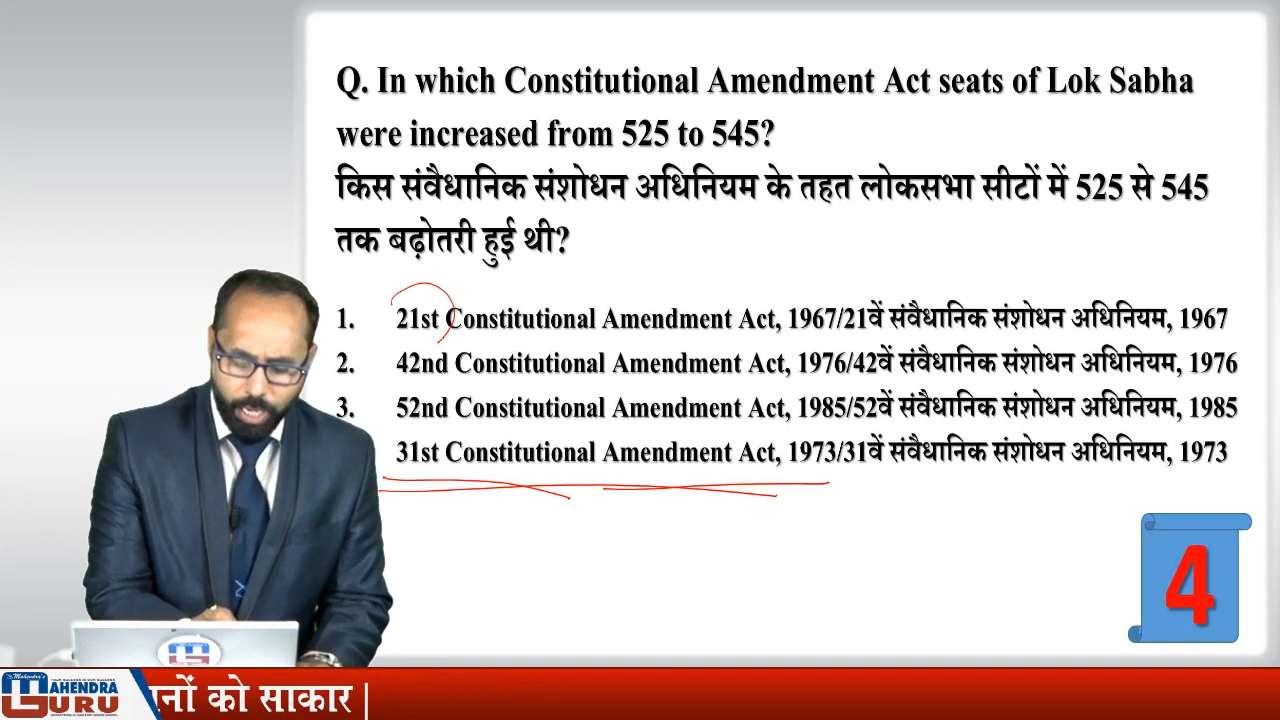 Q. In which Constitutional Amendment Act seats of Lok Sabha
were increased from 525 to 545?
किस संवैधानिक संशोधन अधिनियम के तहत लोकसभा सीटों में 525 से 545
तक बढ़ोतरी हुई थी?
1. 21st Constitutional Amendment Act, 1967/21वें संवैधानिक संशोधन अधिनियम, 1967
2. 42nd Constitutional Amendment Act, 1976/42वें संवैधानिक संशोधन अधिनियम, 1976
3. 52nd Constitutional Amendment Act, 1985/52वें संवैधानिक संशोधन अधिनियम, 1985
31st Constitutional Amendment Act, 1973/31वें संवैधानिक संशोधन अधिनियम, 1973
4
Mahendra's
MAHENDRA
GURU
नों को साकार |